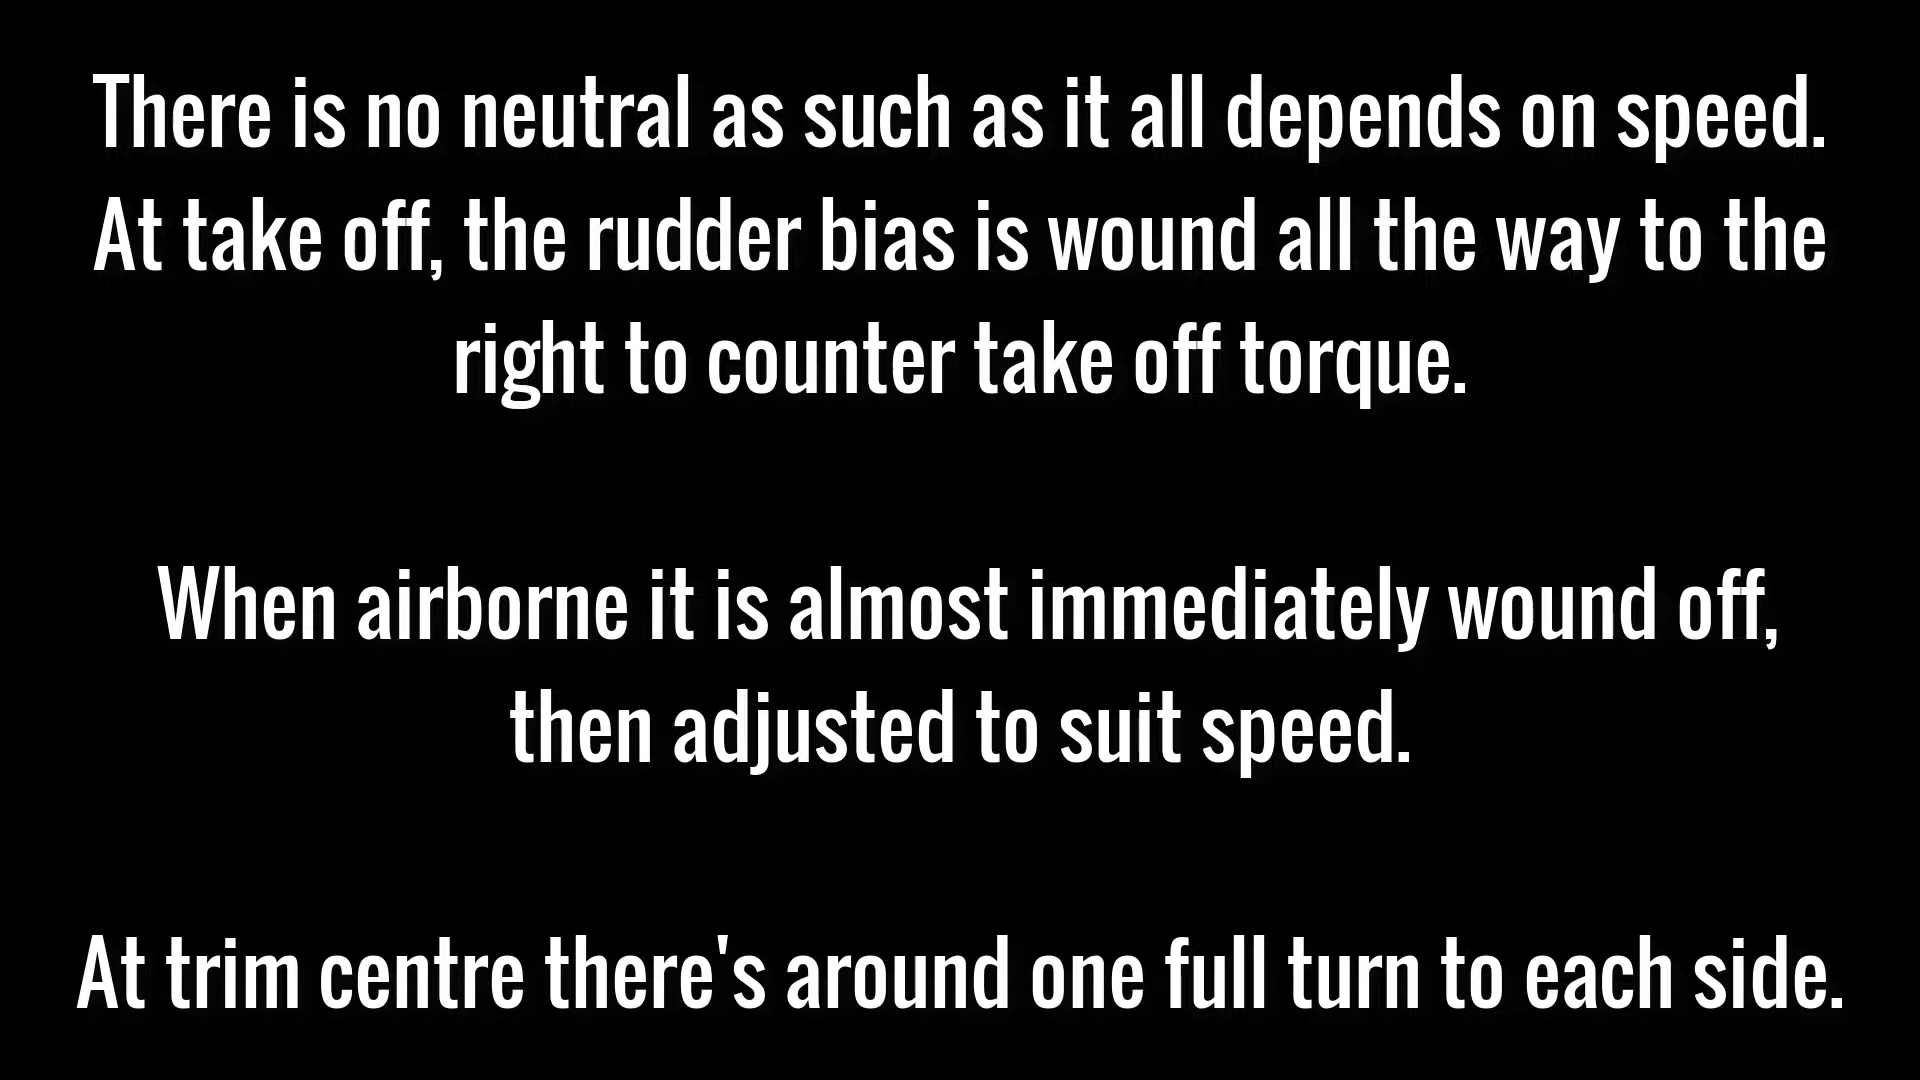 There is no neutral as such as it all depends on speed.
At take off, the rudder bias is wound all the way to the
right to counter take off torque.
When airborne it is almost immediately wound off,
then adjusted to suit speed.
At trim centre there's around one full turn to each side.